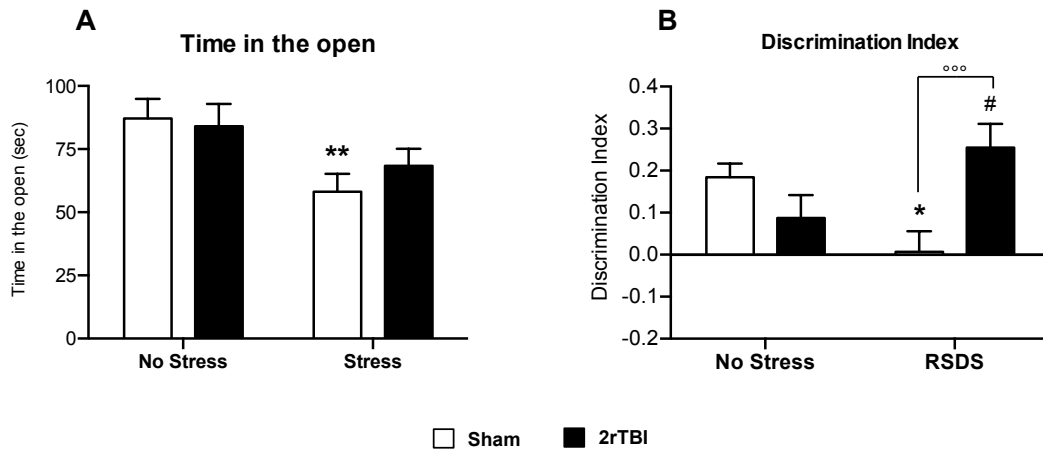 A
Time in the open
Time in the open (sec)
100
75
50
25
0
**
No Stress
Stress
B
Discrimination Index
Discrimination Index
0.4
0.3
0.2
0.1
0.0
-0.1
-0.2
°°°
#
*
No Stress
RSDS
Sham
2rTBI